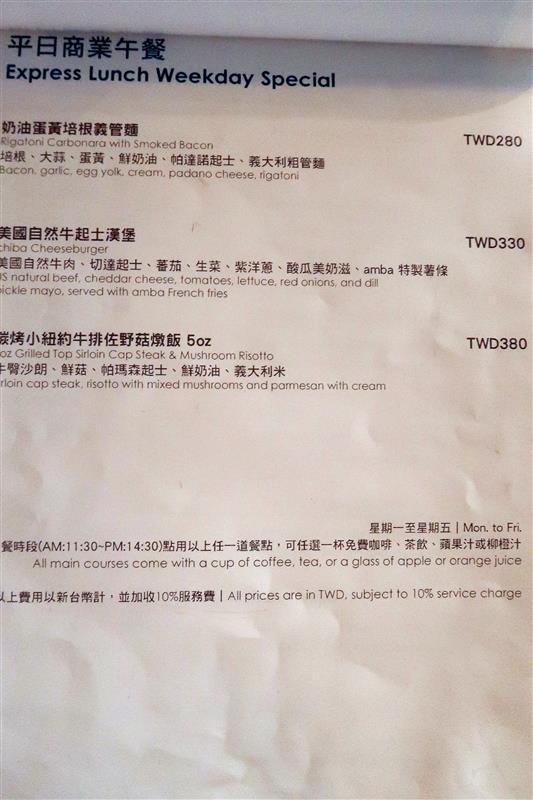 平日商業午餐
Express Lunch Weekday Special
奶油蛋黃培根義管麵
Rigatoni Carbonara with Smoked Bacon
TWD280
培根、大蒜、蛋黃、鮮奶油、帕達諾起士、義大利粗管麵
Bacon, garlic, egg yolk, cream, padano cheese, rigatoni
美國自然牛起士漢堡
chiba Cheeseburger
TWD330
美國自然牛肉、切達起士、蕃茄、生菜、紫洋蔥、酸瓜美奶滋、amba 特製薯條
US natural beef, cheddar cheese, tomatoes, lettuce, red onions, and dill
pickle mayo, served with amba French fries
碳烤小紐約牛排佐野菇燉飯 5oz
oz Grilled Top Sirloin Cap Steak & Mushroom Risotto
TWD380
牛臀沙朗、鮮菇、帕瑪森起士、鮮奶油、義大利米
irloin cap steak, risotto with mixed mushrooms and parmesan with cream
星期一至星期五 | Mon. to Fri.
餐時段(AM:11:30~PM:14:30)點用以上任一道餐點，可任選一杯免費咖啡、茶飲、蘋果汁或柳橙汁
All main courses come with a cup of coffee, tea, or a glass of apple or orange juice
以上費用以新台幣計，並加收10%服務費 | All prices are in TWD, subject to 10% service charge